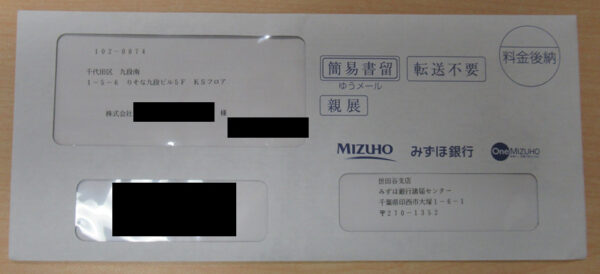 102-0074
千代田区 九段南
1-5-6 りそな九段ビル5F KSフロア
株式会社
様
簡易書留
転送不要
料金後納
ゆうメール
親展
MIZUHO みずほ銀行 One MIZUHO
世田谷支店
みずほ銀行諸届センター
千葉県印西市大塚1-6-1
〒270-1352